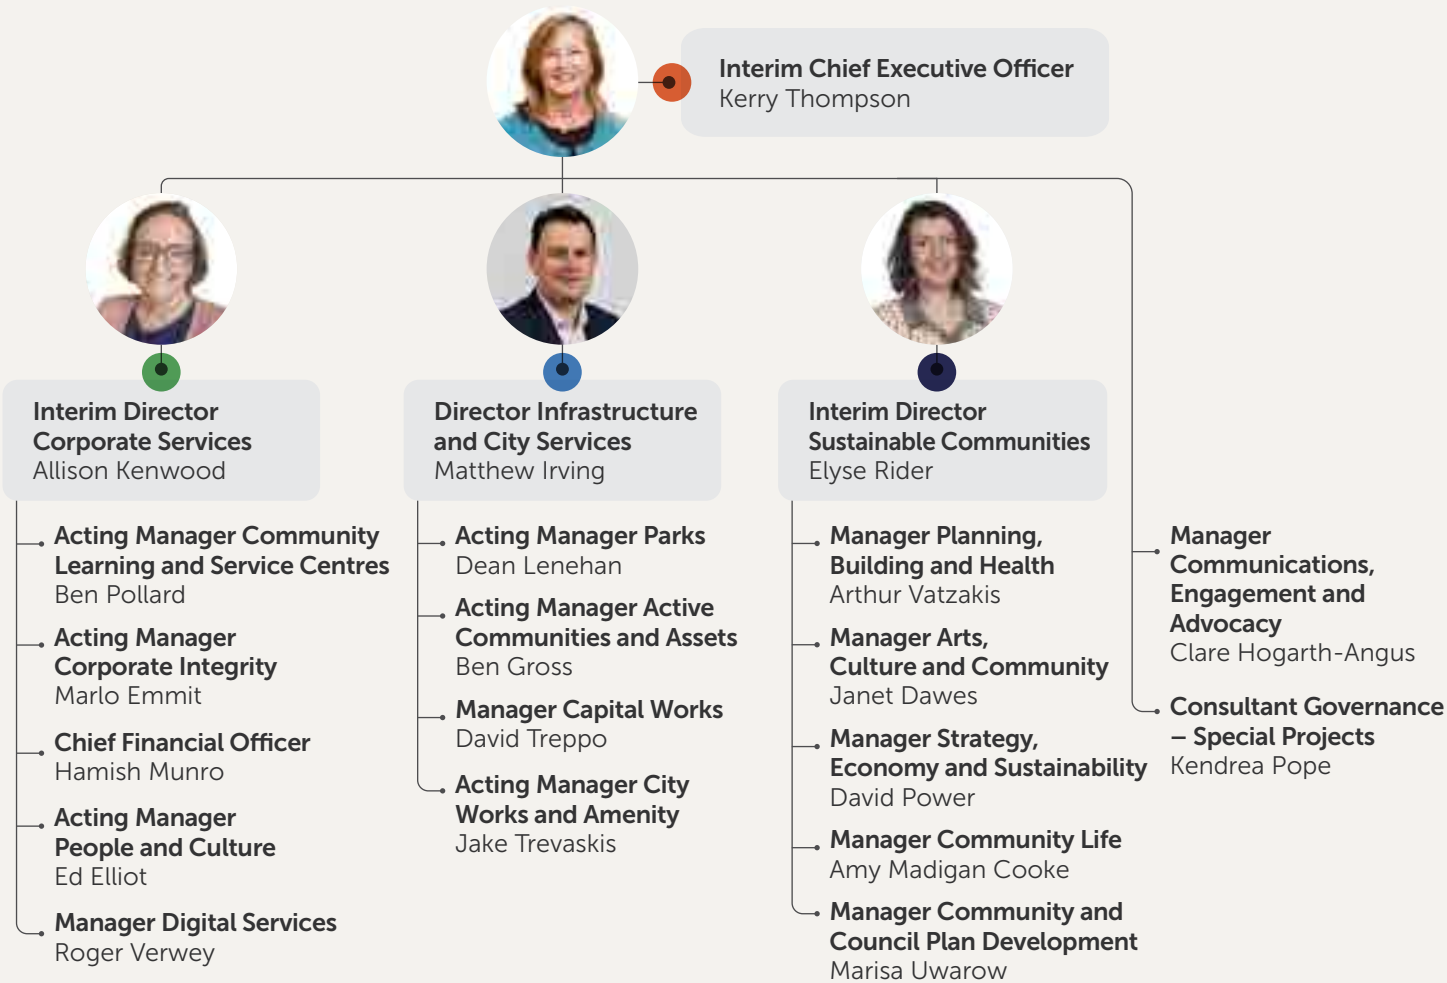 Interim Chief Executive Officer
Kerry Thompson
Interim Director
Corporate Services
Allison Kenwood
Acting Manager Community
Learning and Service Centres
Ben Pollard
Acting Manager
Corporate Integrity
Marlo Emmit
Chief Financial Officer
Hamish Munro
Acting Manager
People and Culture
Ed Elliot
Manager Digital Services
Roger Verwey
Director Infrastructure
and City Services
Matthew Irving
Acting Manager Parks
Dean Lenehan
Acting Manager Active
Communities and Assets
Ben Gross
Manager Capital Works
David Treppo
Acting Manager City
Works and Amenity
Jake Trevaskis
Interim Director
Sustainable Communities
Elyse Rider
Manager Planning,
Building and Health
Arthur Vatzakis
Manager Arts,
Culture and Community
Janet Dawes
Manager Strategy,
Economy and Sustainability
David Power
Manager Community Life
Amy Madigan Cooke
Manager Community and
Council Plan Development
Marisa Uwarow
Manager
Communications,
Engagement and
Advocacy
Clare Hogarth-Angus
Consultant Governance
– Special Projects
Kendrea Pope